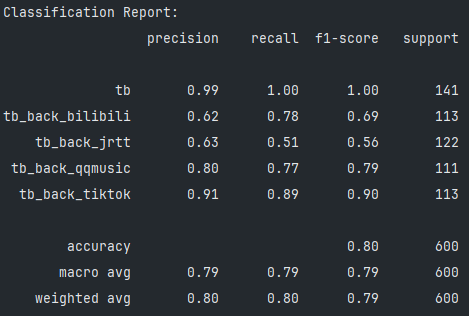 Classification Report:
precision recall f1-score support
tb 0.99 1.00 1.00 141
tb_back_bilibili 0.62 0.78 0.69 113
tb_back_jrtt 0.63 0.51 0.56 122
tb_back_qqmusic 0.80 0.77 0.79 111
tb_back_tiktok 0.91 0.89 0.90 113
accuracy 0.80 600
macro avg 0.79 0.79 0.79 600
weighted avg 0.80 0.80 0.79 600